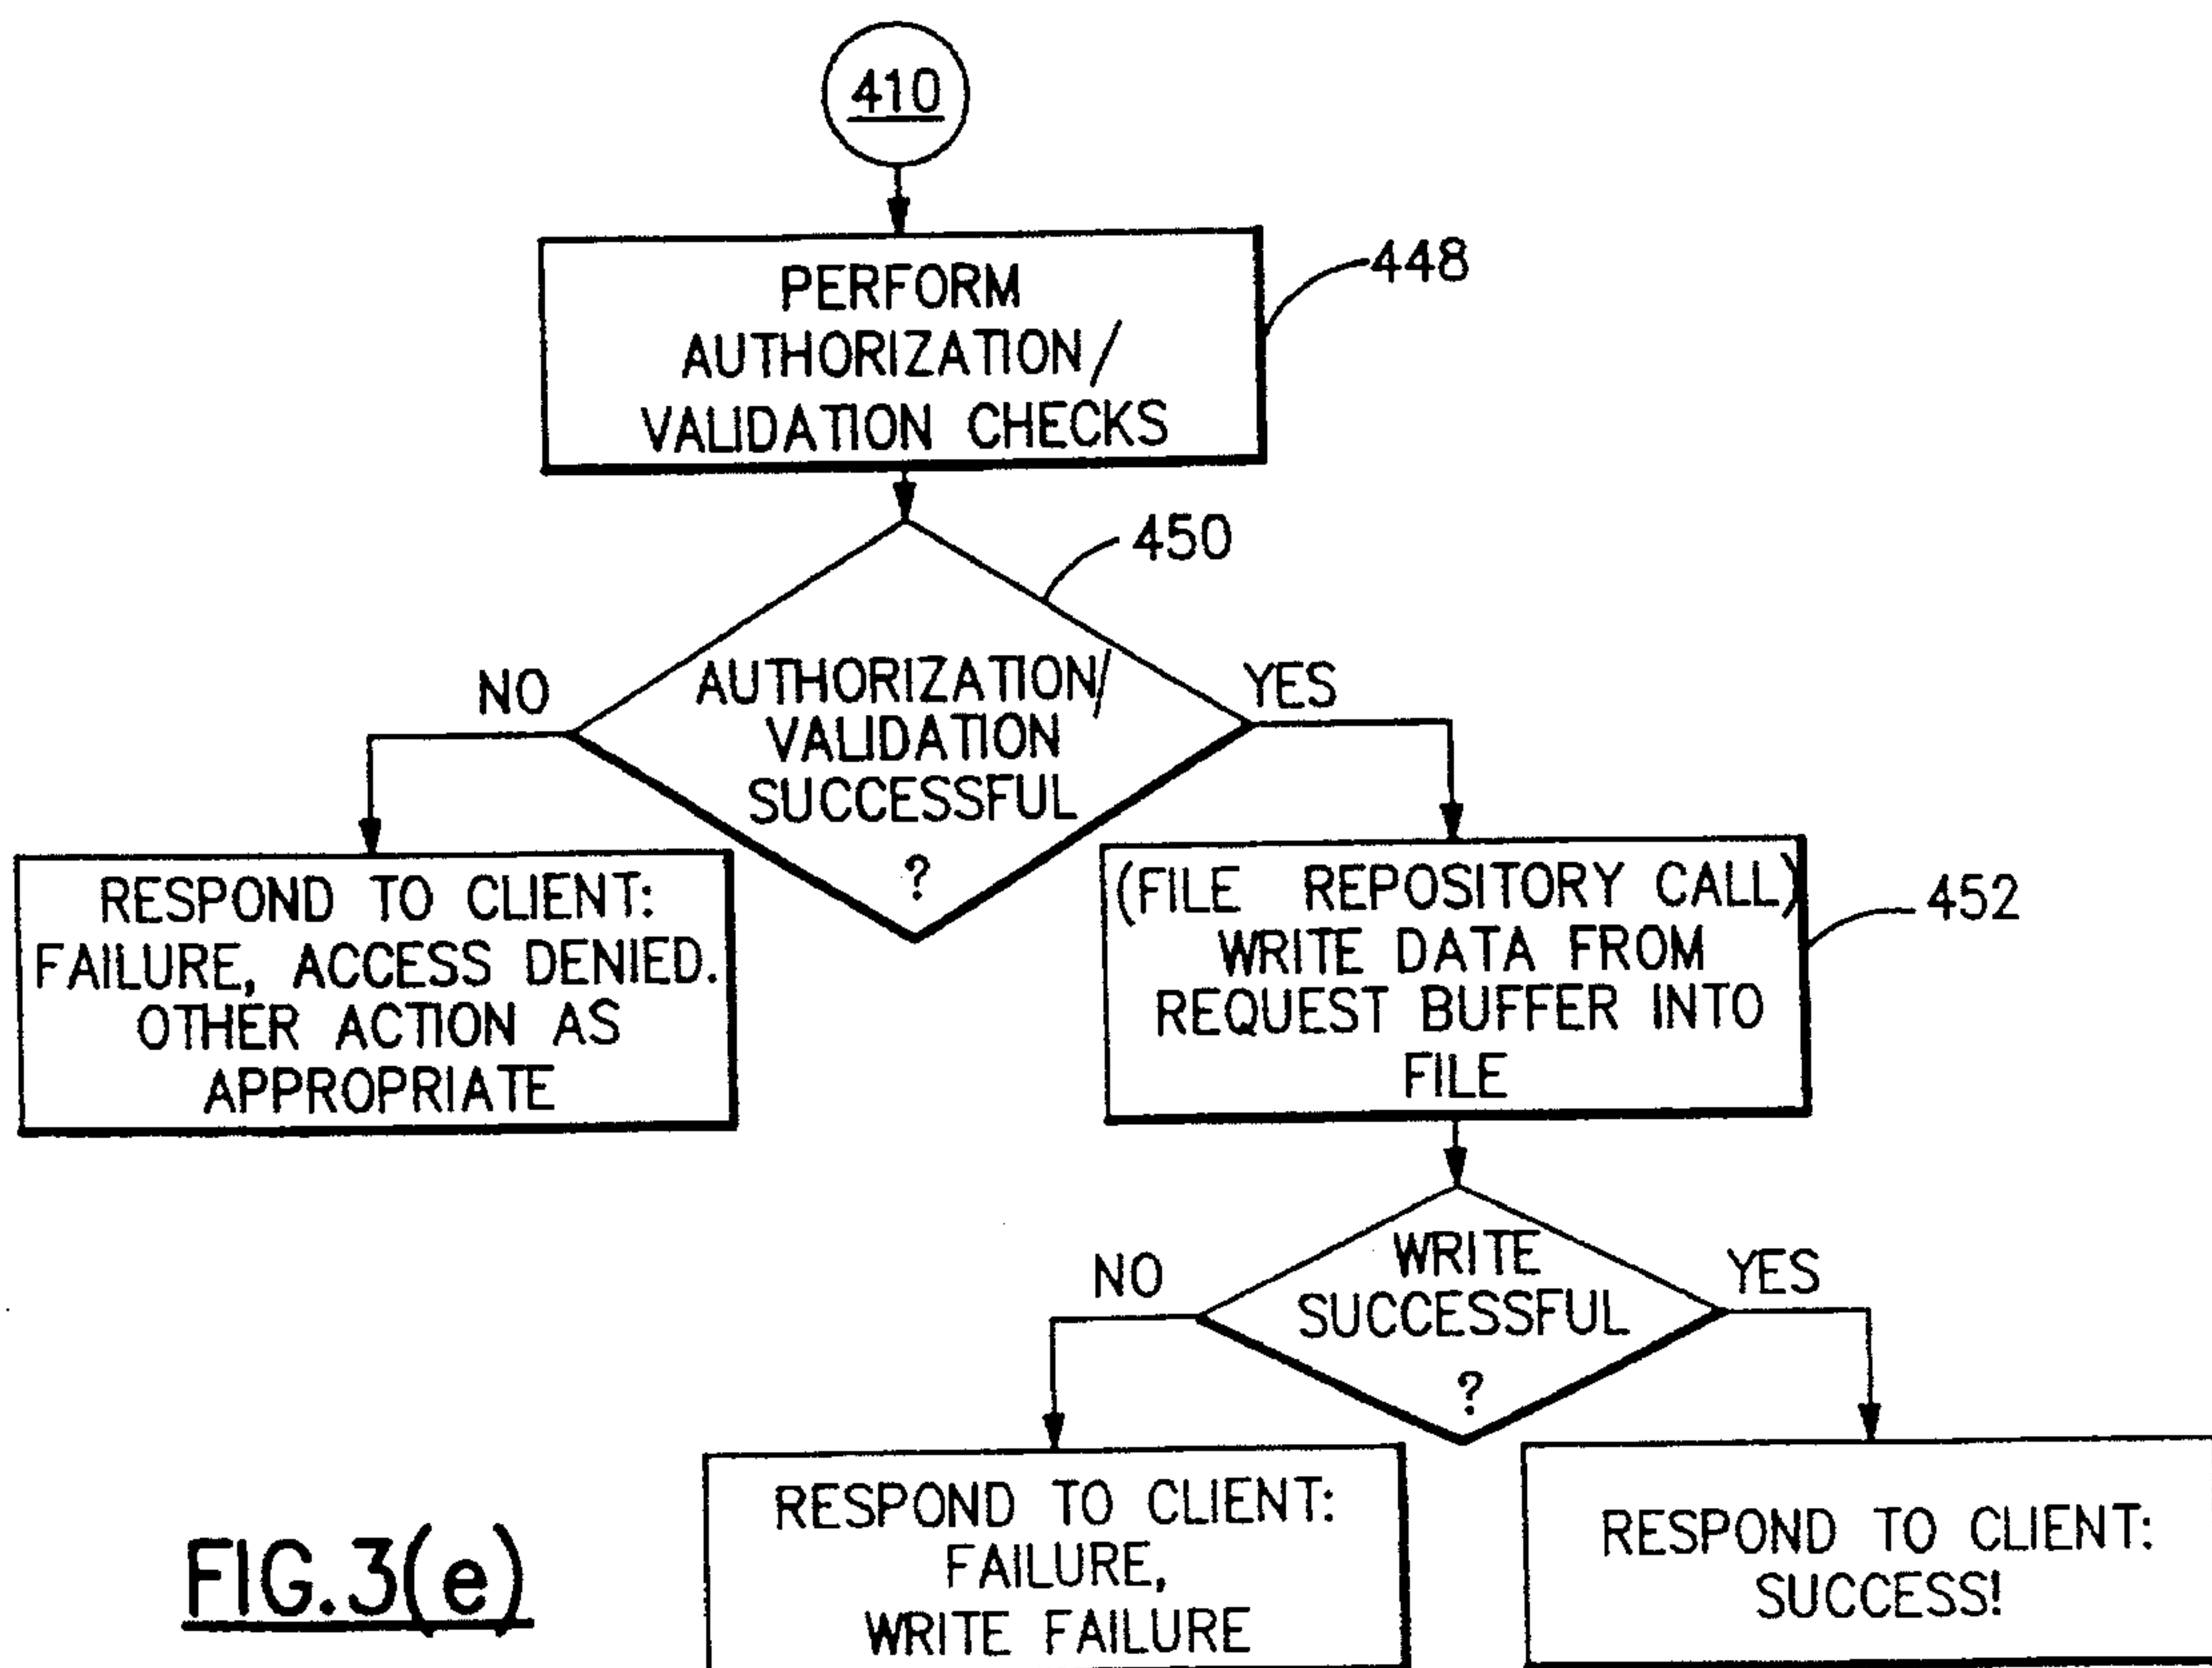 410
PERFORM
AUTHORIZATION/
VALIDATION CHECKS
448
450
NO
AUTHORIZATION/
VALIDATION
SUCCESSFUL
?
YES
RESPOND TO CLIENT:
FAILURE, ACCESS DENIED.
OTHER ACTION AS
APPROPRIATE
(FILE REPOSITORY CALL)
WRITE DATA FROM
REQUEST BUFFER INTO
FILE
452
NO
WRITE
SUCCESSFUL
?
YES
RESPOND TO CLIENT:
FAILURE,
WRITE FAILURE
RESPOND TO CLIENT:
SUCCESS!
FIG.3(e)